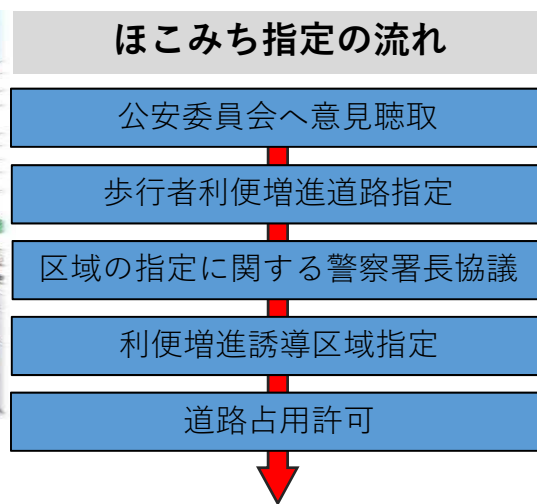 ほこみち指定の流れ
公安委員会へ意見聴取
歩行者利便増進道路指定
区域の指定に関する警察署長協議
利便増進誘導区域指定
道路占用許可